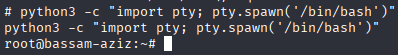 # python3 -c "import pty; pty.spawn('/bin/bash')"
python3 -c "import pty; pty.spawn('/bin/bash')"
root@bassam-aziz:~#